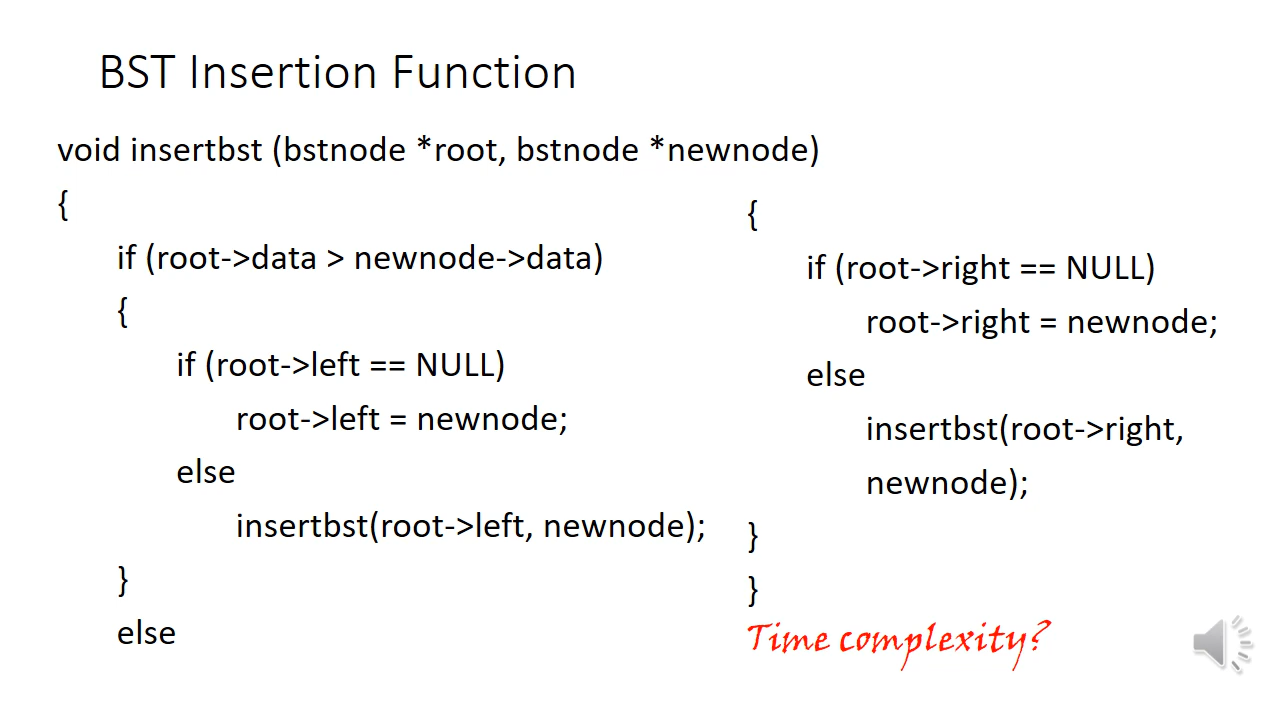 BST Insertion Function
void insertbst (bstnode *root, bstnode *newnode)
{
if (root->data > newnode->data)
{
if (root->left == NULL)
root->left = newnode;
else
insertbst(root->left, newnode);
}
else
{
if (root->right == NULL)
root->right = newnode;
else
insertbst(root->right,
newnode);
}
}
Time complexity?